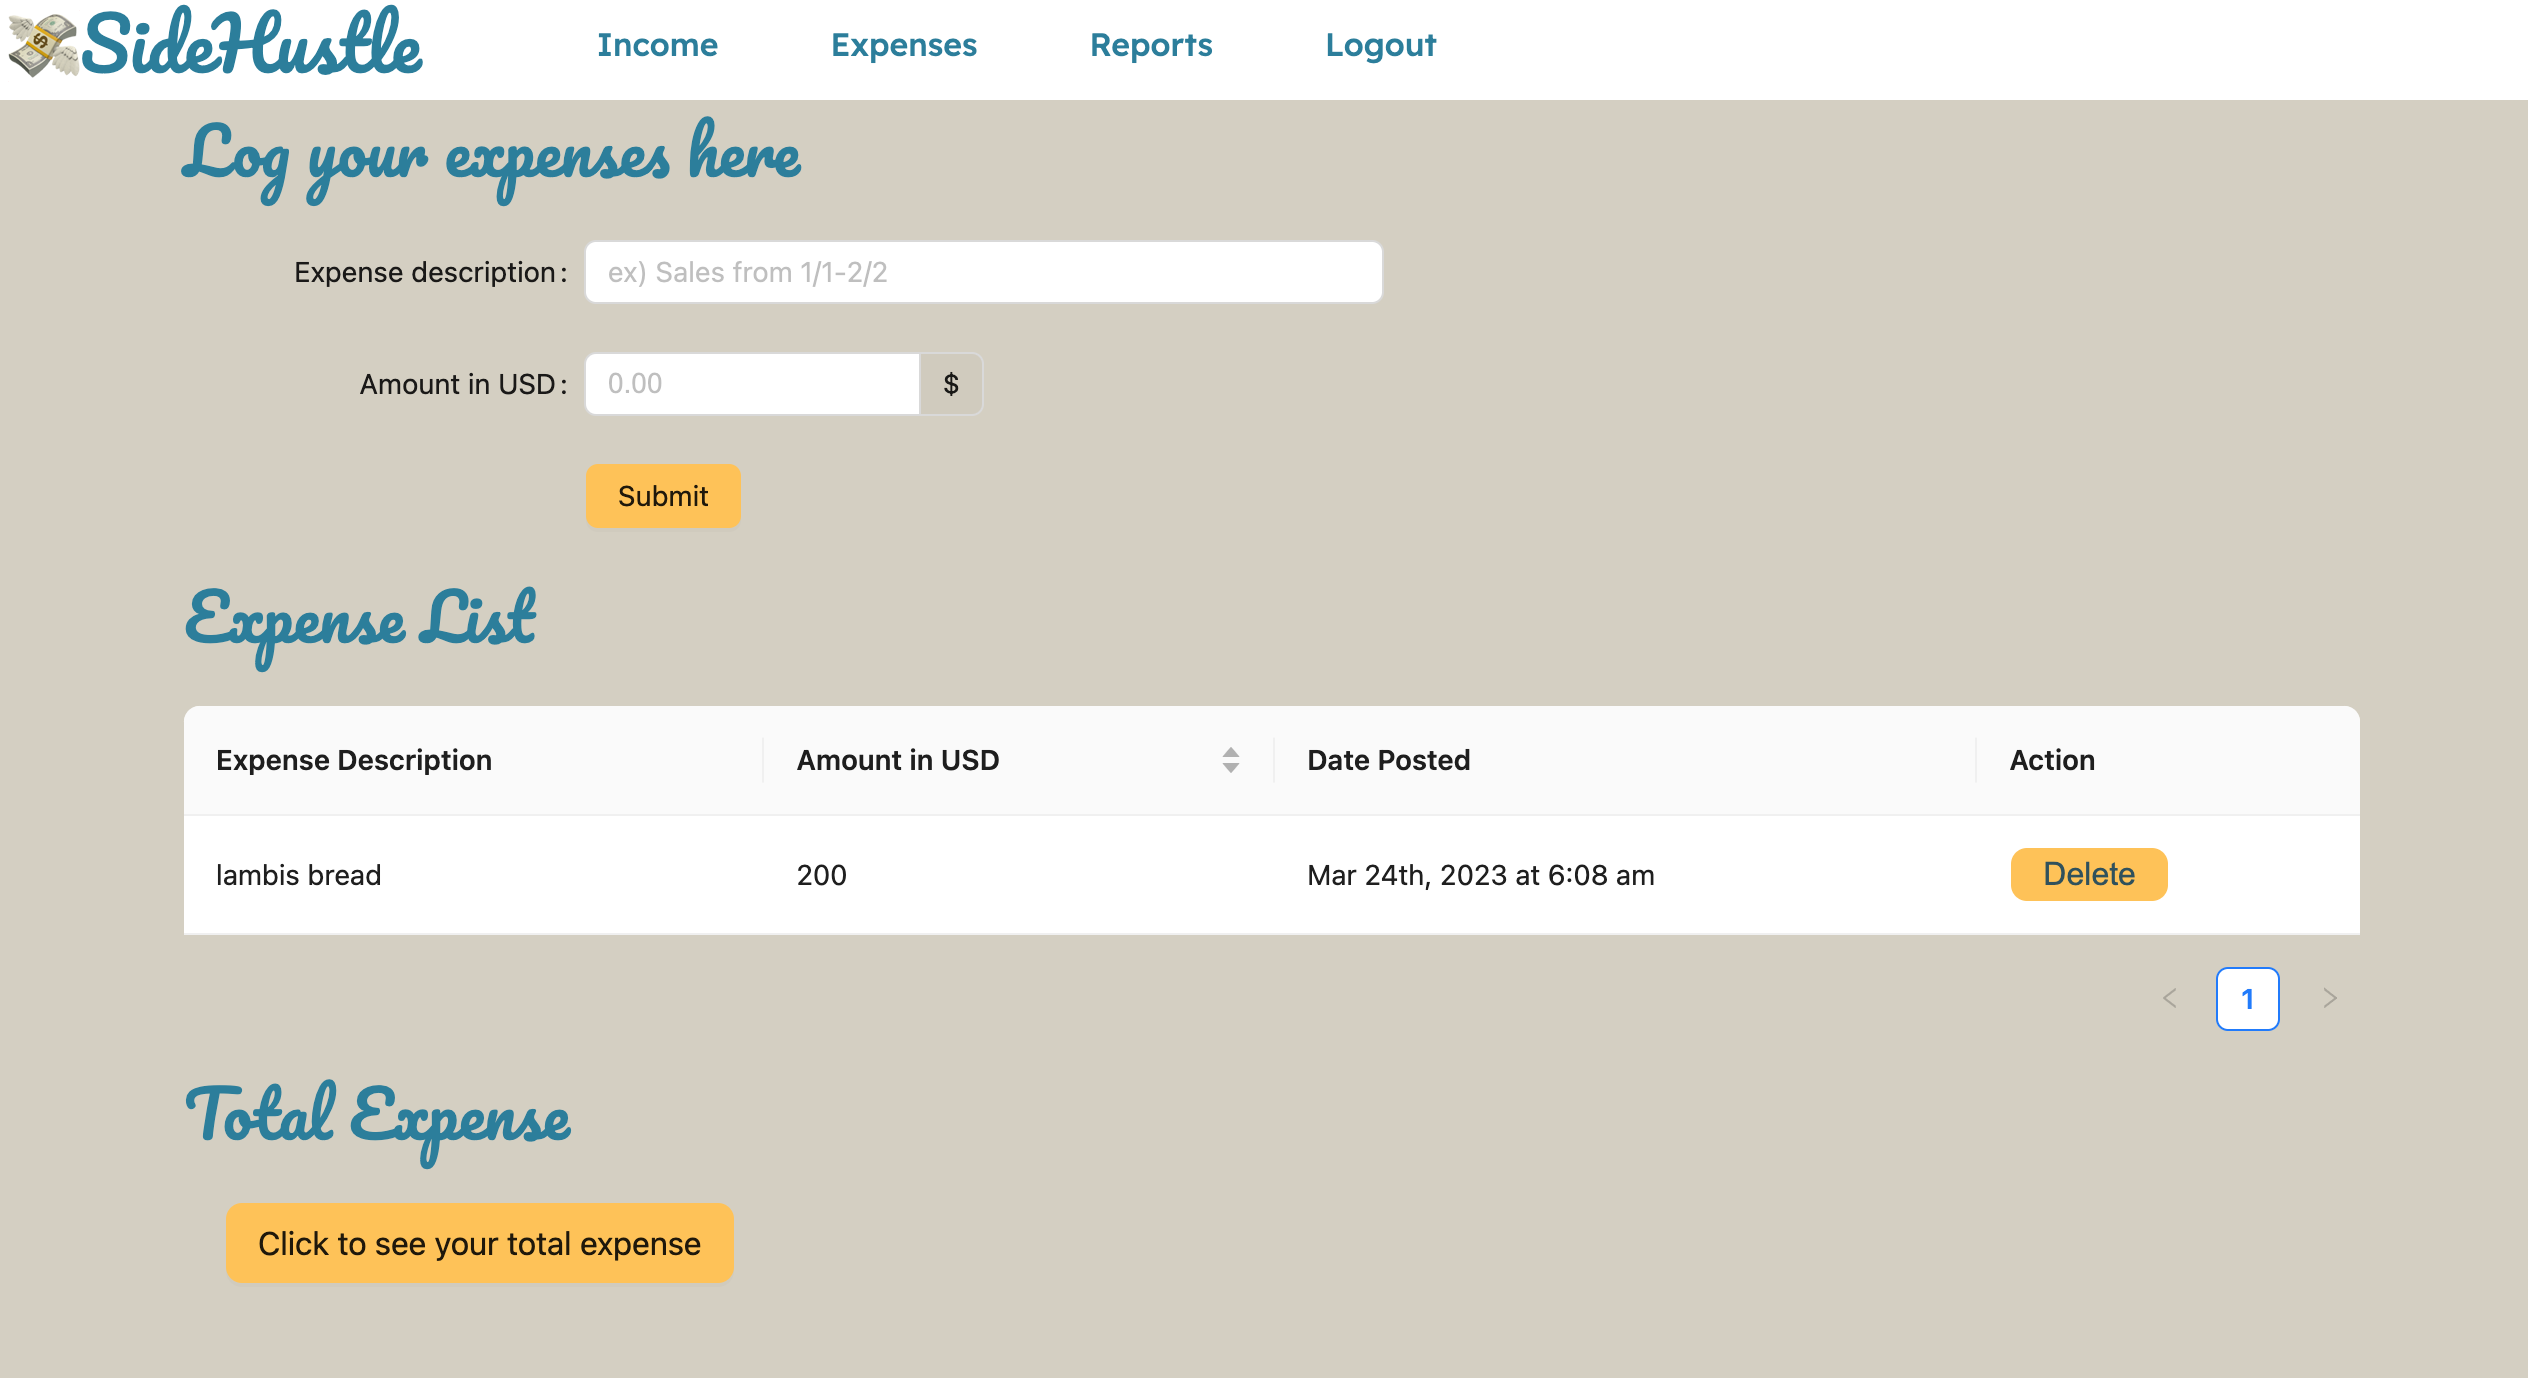 SideHustle Income Expenses Reports Logout
Log your expenses here
Expense description: ex) Sales from 1/1-2/2
Amount in USD: 0.00 $
Submit
Expense List
Expense Description Amount in USD Date Posted Action
lambis bread 200 Mar 24th, 2023 at 6:08 am Delete
< 1 >
Total Expense
Click to see your total expense